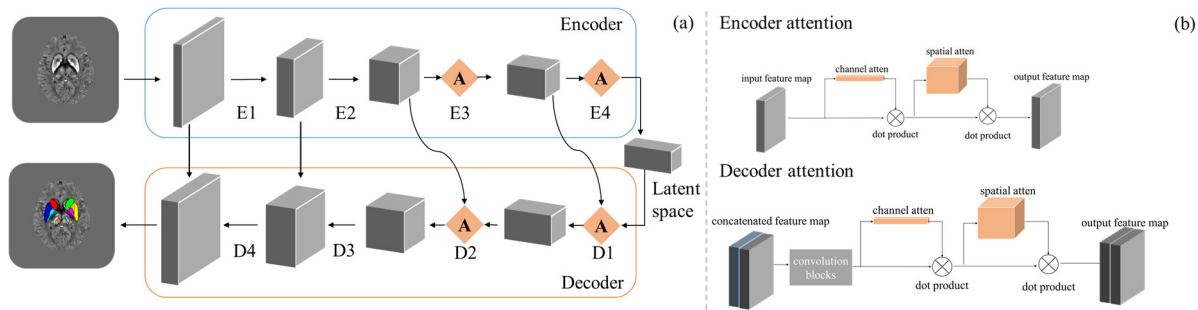 (a)
Encoder
A
A
E1
E2
E3
E4
Latent
space
A
A
D4
D3
D2
D1
Decoder
(b)
Encoder attention
input feature map
channel atten
spatial atten
output feature map
dot product
dot product
Decoder attention
concatenated feature map
convolution
blocks
channel atten
spatial atten
output feature map
dot product
dot product